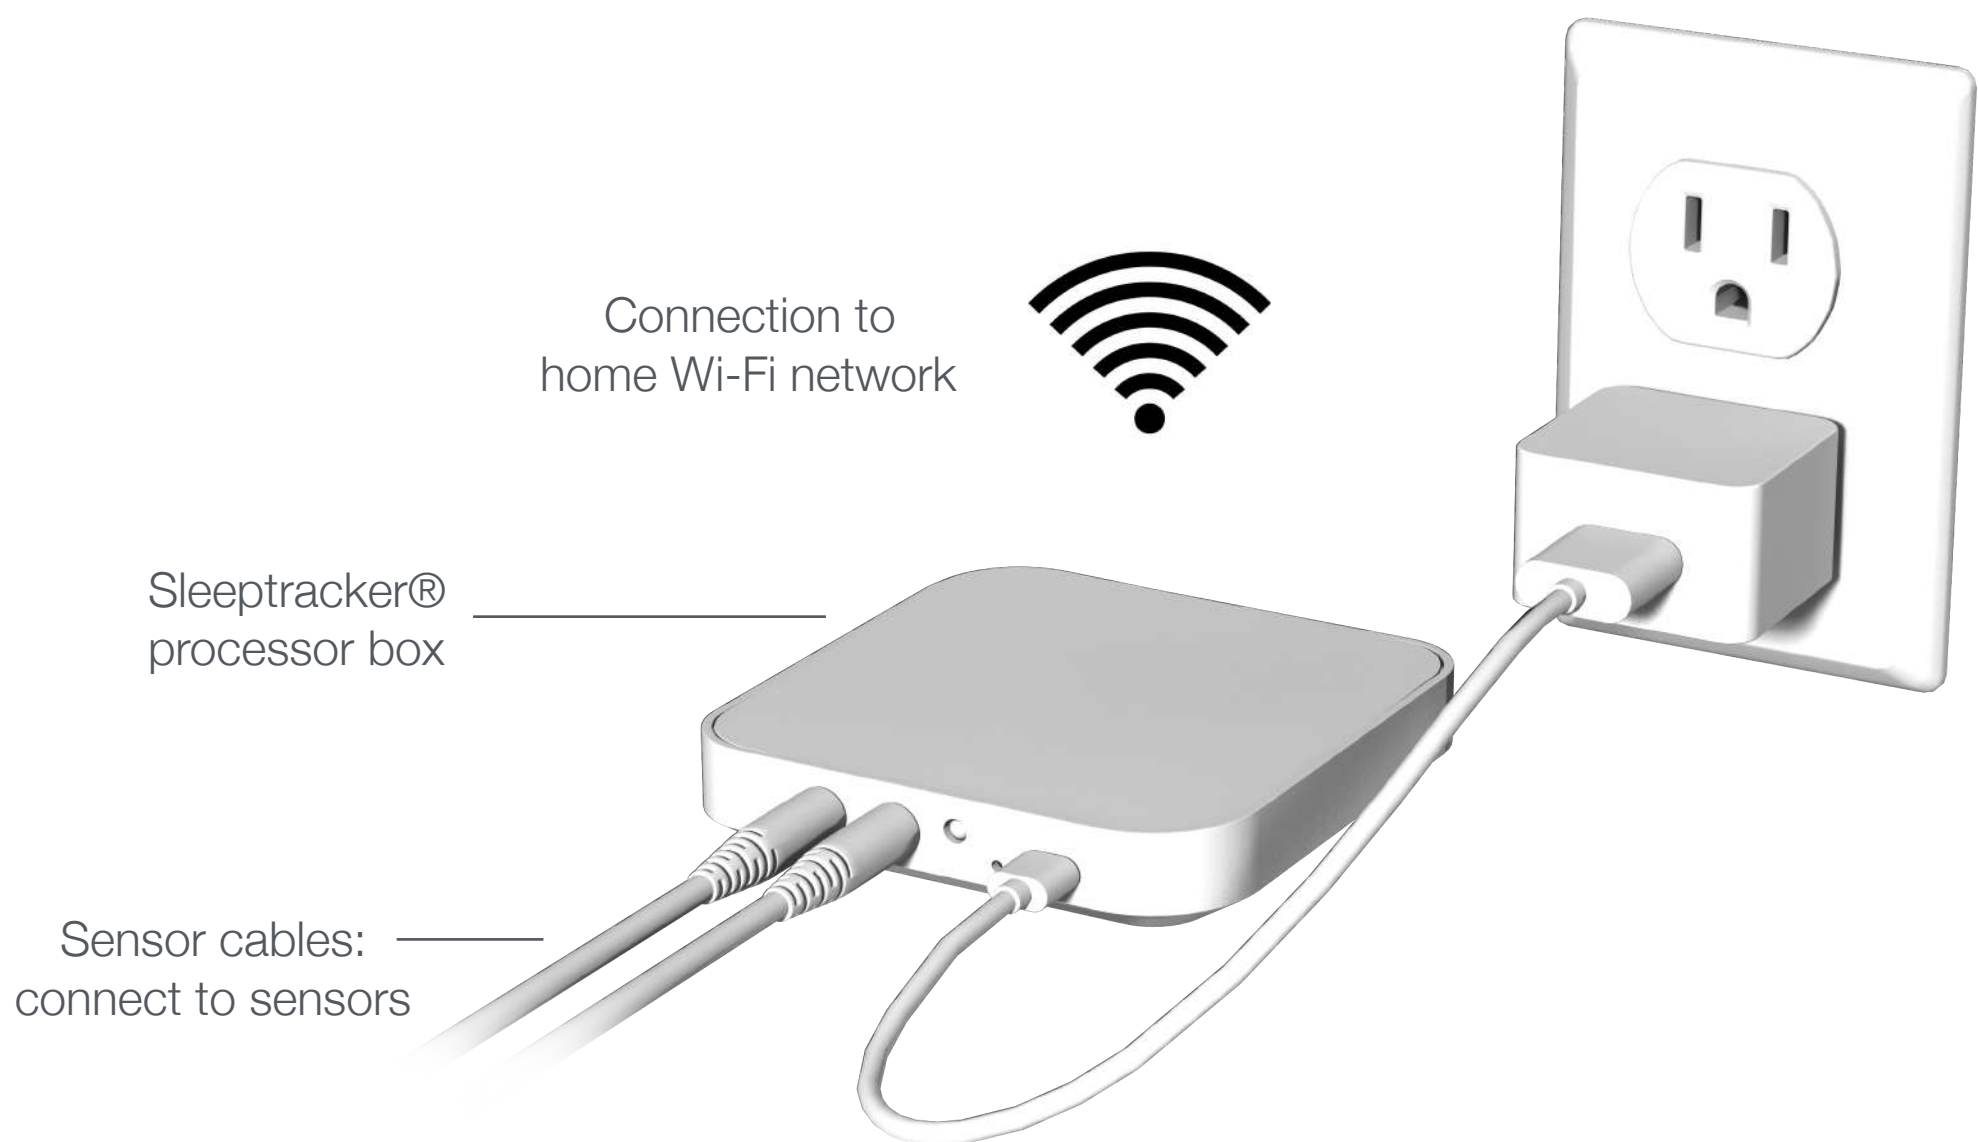 Connection to
home Wi-Fi network
Sleeptracker®
processor box
Sensor cables:
connect to sensors